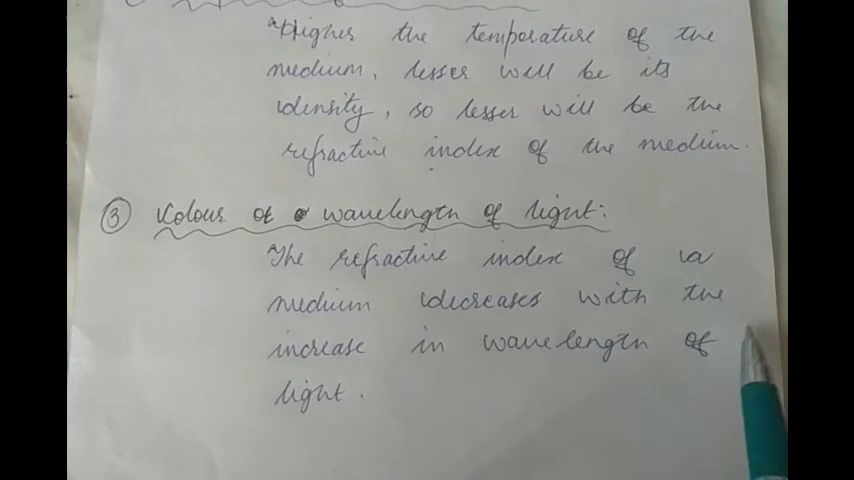 Higher the temperature of the
medium, lesser will be its
density, so lesser will be the
refractive index of the medium.
③ Colour of wavelength of light:
The refractive index of a
medium decreases with the
increase in wavelength of
light.